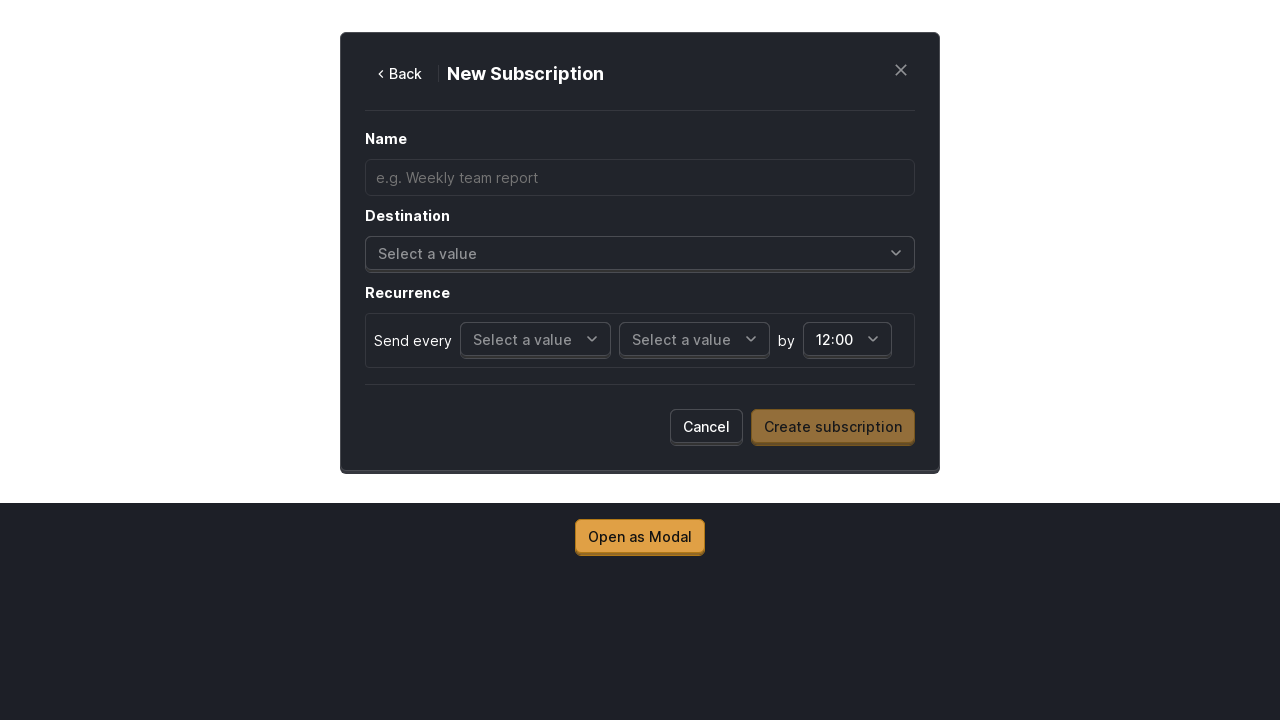 Back
New Subscription
Name
e.g. Weekly team report
Destination
Select a value
Recurrence
Send every Select a value Select a value by 12:00
Cancel Create subscription
Open as Modal